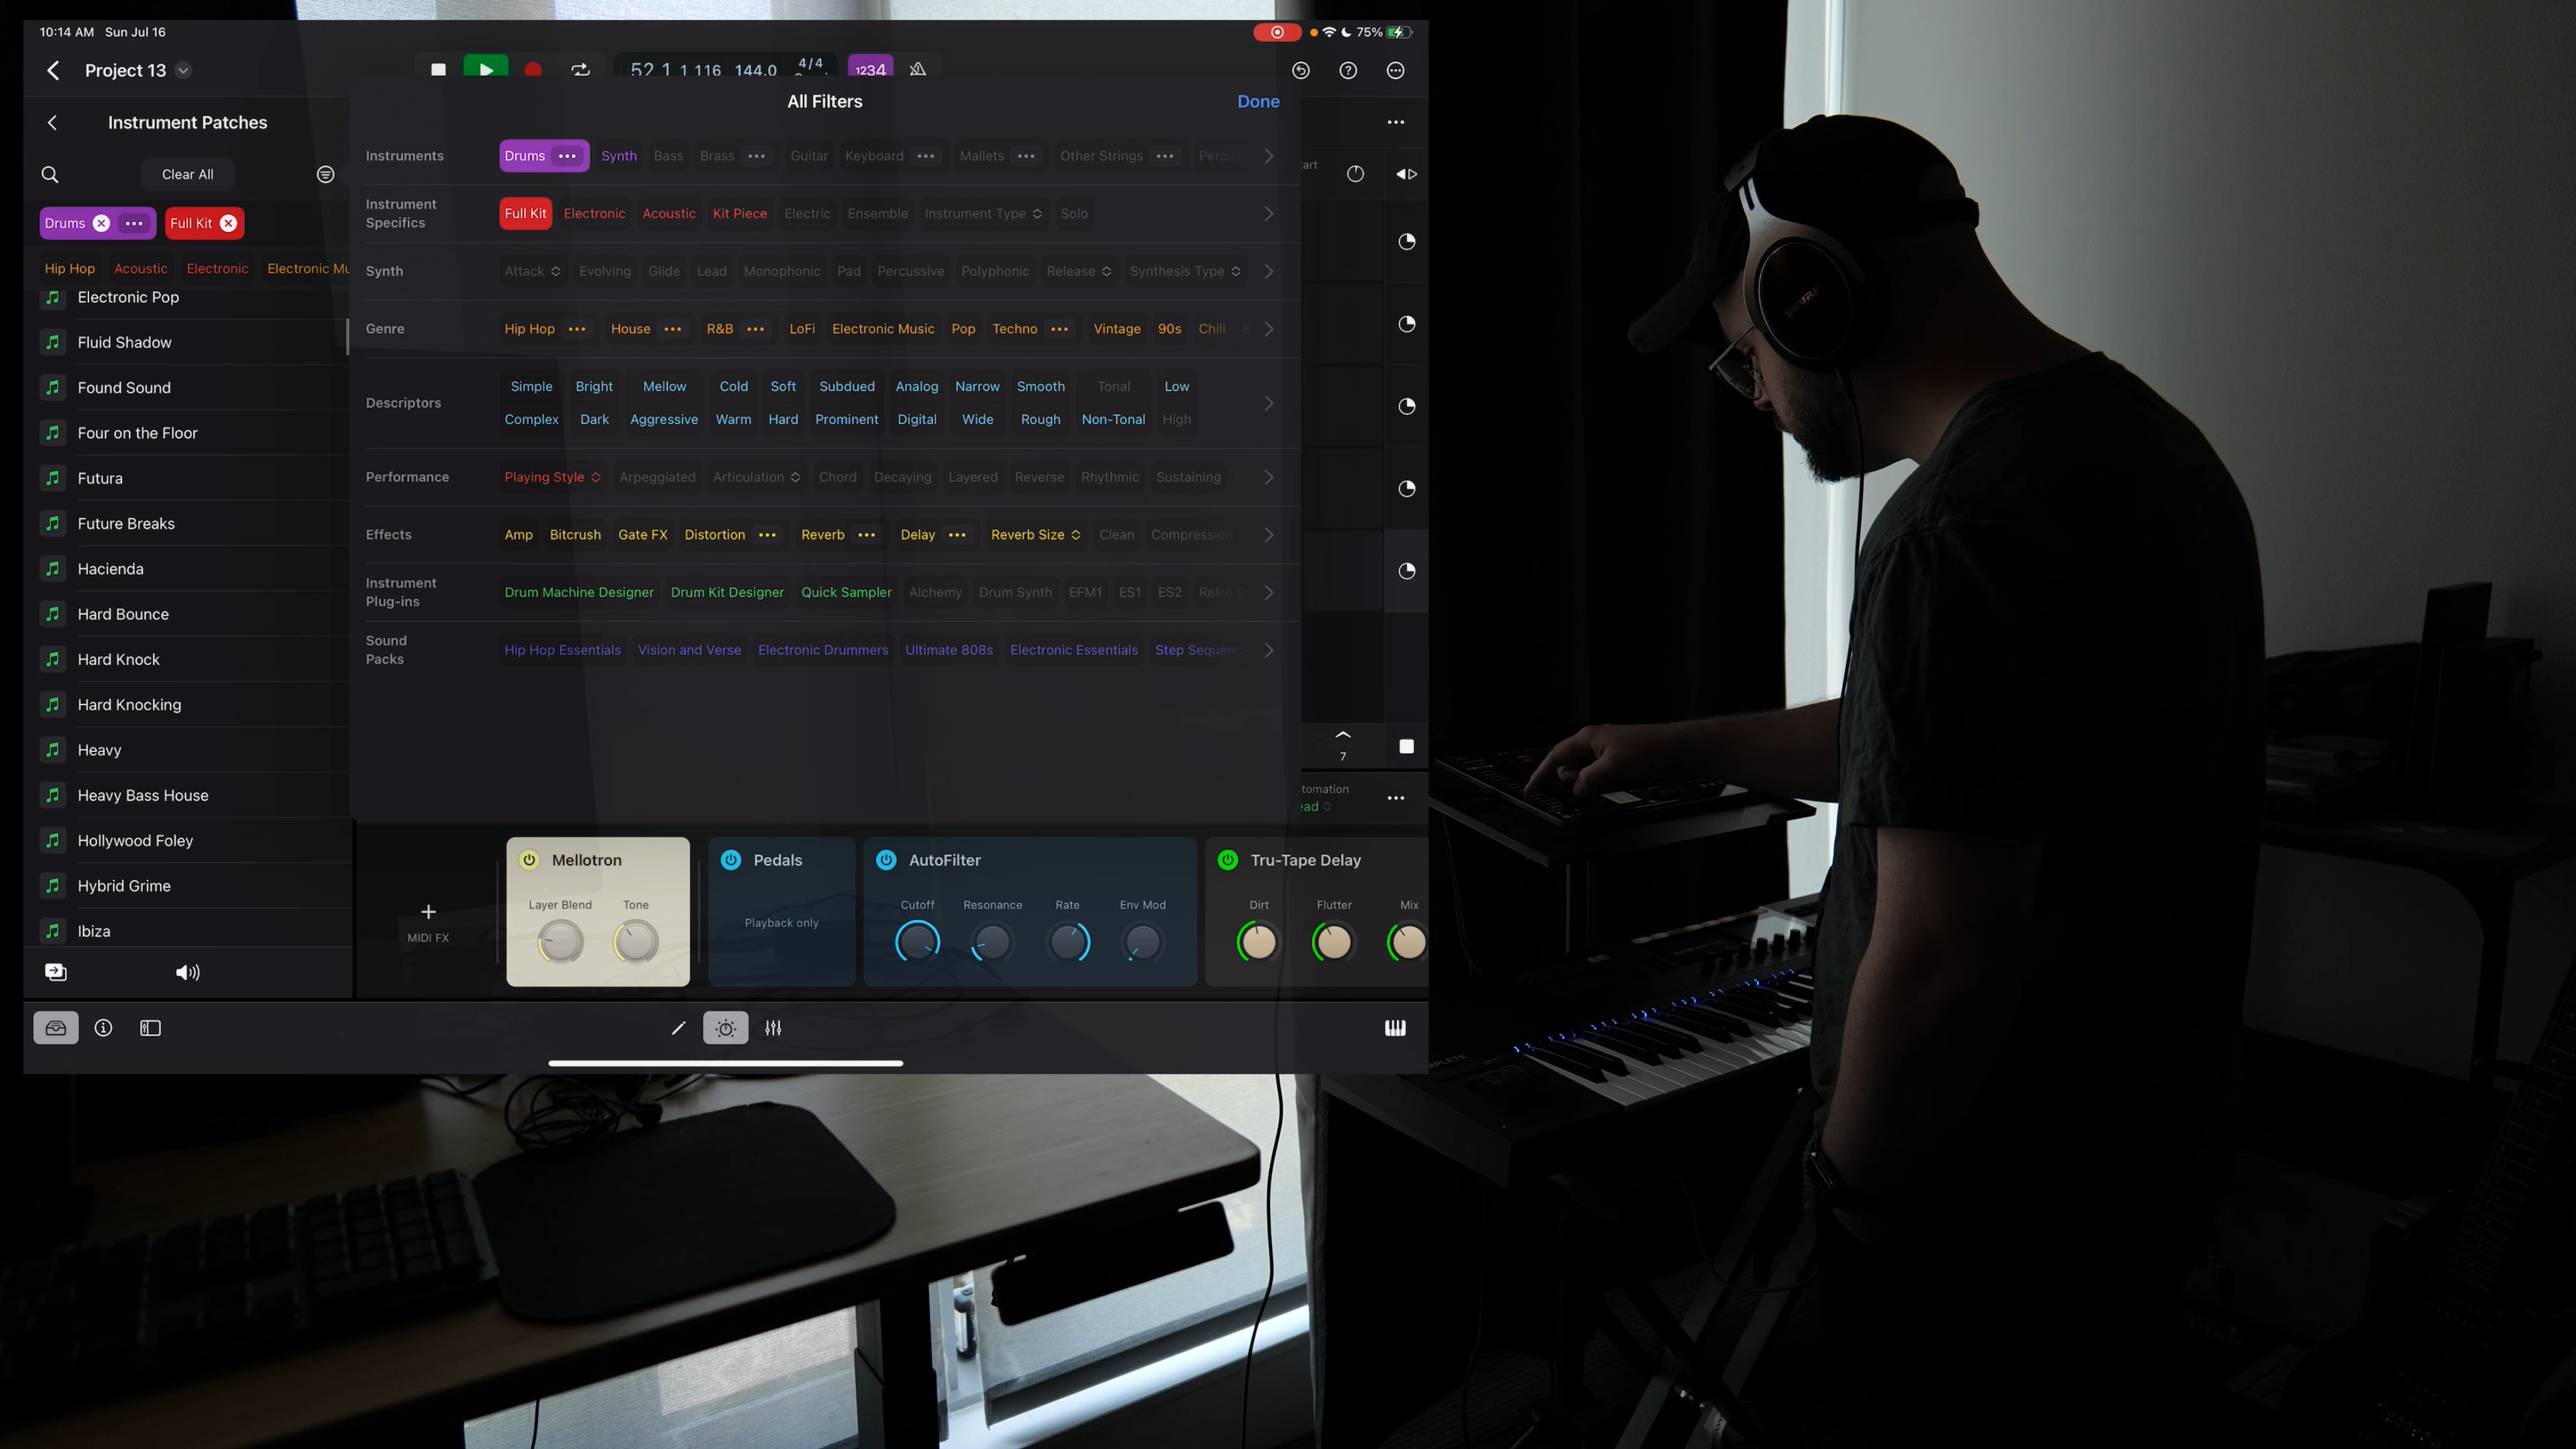 10:14 AM Sun Jul 16 75%
Project 13
52 1 1 116 144.0 4/4 1234
All Filters Done
Instrument Patches
Clear All
Drums Full Kit
Hip Hop Acoustic Electronic Electronic Mu
Electronic Pop
Fluid Shadow
Found Sound
Four on the Floor
Futura
Future Breaks
Hacienda
Hard Bounce
Hard Knock
Hard Knocking
Heavy
Heavy Bass House
Hollywood Foley
Hybrid Grime
Ibiza
Instruments Drums Synth Bass Brass Guitar Keyboard Mallets Other Strings
Instrument
Specifics
Full Kit Electronic Acoustic Kit Piece Electric Ensemble Instrument Type Solo
Synth Attack Evolving Glide Lead Monophonic Pad Percussive Polyphonic Release Synthesis Type
Genre Hip Hop House R&B LoFi Electronic Music Pop Techno Vintage 90s Chill
Descriptors
Simple Bright Mellow Cold Soft Subdued Analog Narrow Smooth Tonal Low
Complex Dark Aggressive Warm Hard Prominent Digital Wide Rough Non-Tonal High
Performance Playing Style Arpeggiated Articulation Chord Decaying Layered Reverse Rhythmic Sustaining
Effects Amp Bitcrush Gate FX Distortion Reverb Delay Reverb Size Clean Compression
Instrument
Plug-ins
Drum Machine Designer Drum Kit Designer Quick Sampler Alchemy Drum Synth EFM1 ES1 ES2 Retro
Sound
Packs
Hip Hop Essentials Vision and Verse Electronic Drummers Ultimate 808s Electronic Essentials Step Sequenc
7
tomation
ead
MIDI FX
Mellotron
Layer Blend Tone
Pedals
Playback only
AutoFilter
Cutoff Resonance Rate Env Mod
Tru-Tape Delay
Dirt Flutter Mix
SHURE